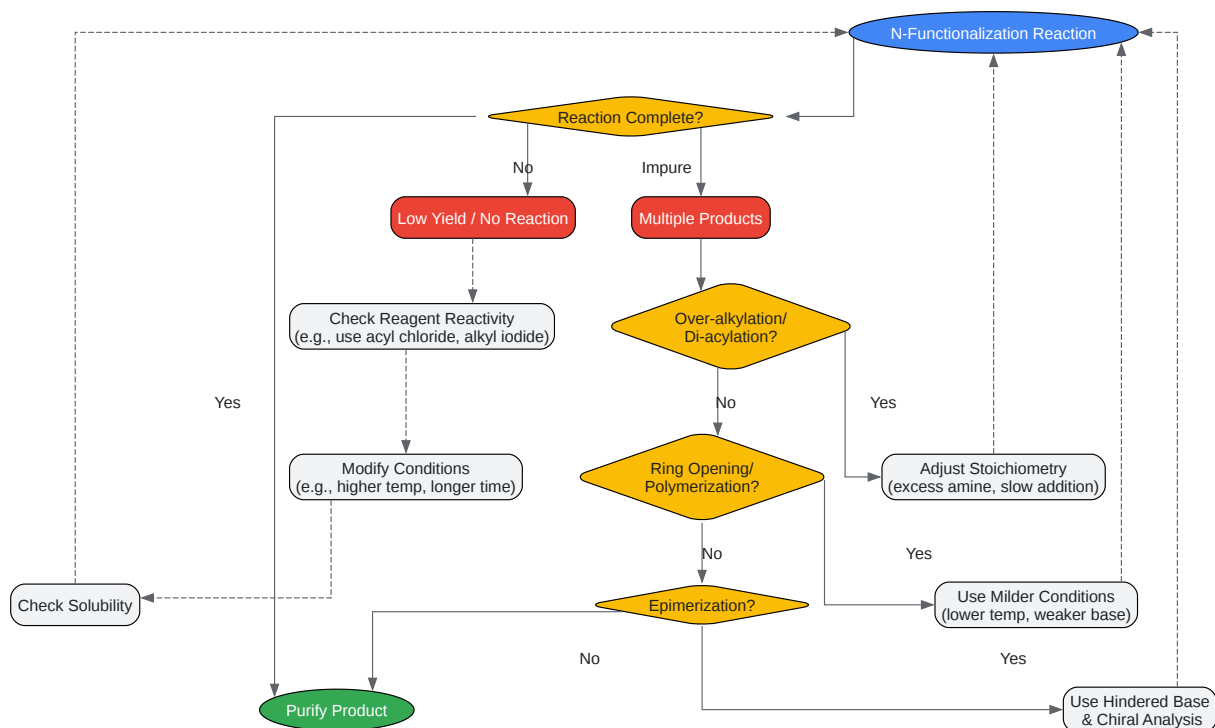 N-Functionalization Reaction
Reaction Complete?
No
Impure
Low Yield / No Reaction
Multiple Products
Check Reagent Reactivity
(e.g., use acyl chloride, alkyl iodide)
Over-alkylation/
Di-acylation?
Yes
No
Yes
Modify Conditions
(e.g., higher temp, longer time)
Ring Opening/
Polymerization?
Adjust Stoichiometry
(excess amine, slow addition)
No
Yes
Check Solubility
Epimerization?
Use Milder Conditions
(lower temp, weaker base)
No
Yes
Purify Product
Use Hindered Base
& Chiral Analysis